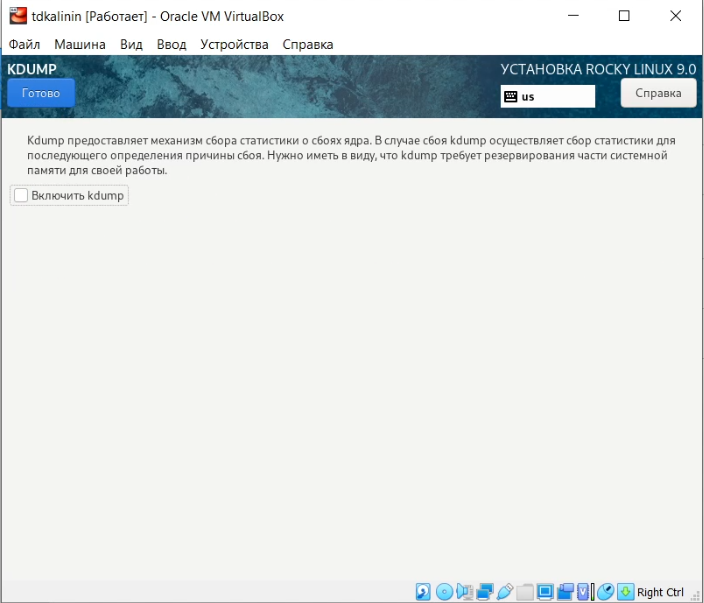 tdkalinin [Работает] - Oracle VM VirtualBox
Файл Машина Вид Ввод Устройства Справка
KDUMP
УСТАНОВКА ROCKY LINUX 9.0
Готово
us
Справка
Kdump предоставляет механизм сбора статистики о сбоях ядра. В случае сбоя kdump осуществляет сбор статистики для
последующего определения причины сбоя. Нужно иметь в виду, что kdump требует резервирования части системной
памяти для своей работы.
Включить kdump
Right Ctrl